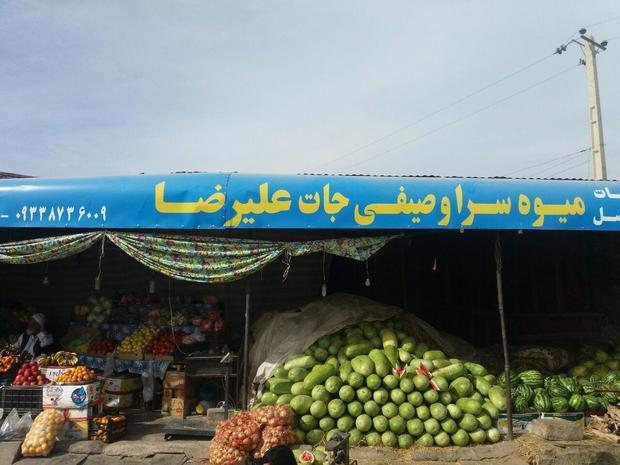 میوه سرا و صیفی جات علیرضا
۰۹۳۳۸۷۳۶۰۰۹ -